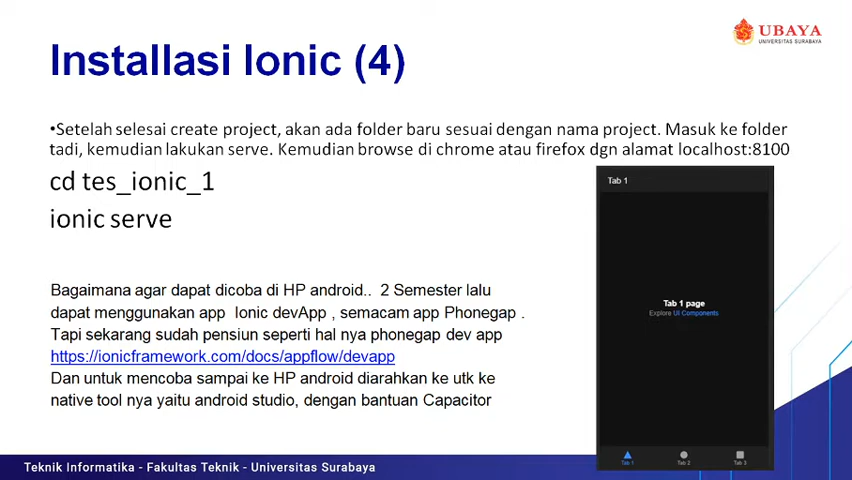 UBAYA
UNIVERSITAS SURABAYA
Installasi Ionic (4)
•Setelah selesai create project, akan ada folder baru sesuai dengan nama project. Masuk ke folder
tadi, kemudian lakukan serve. Kemudian browse di chrome atau firefox dgn alamat localhost:8100
cd tes_ionic_1
ionic serve
Bagaimana agar dapat dicoba di HP android.. 2 Semester lalu
dapat menggunakan app Ionic devApp , semacam app Phonegap .
Tapi sekarang sudah pensiun seperti hal nya phonegap dev app
https://ionicframework.com/docs/appflow/devapp
Dan untuk mencoba sampai ke HP android diarahkan ke utk ke
native tool nya yaitu android studio, dengan bantuan Capacitor
Tab 1
Tab 1 page
Explore UI Components
Tab 1 Tab 2 Tab 3
Teknik Informatika - Fakultas Teknik - Universitas Surabaya